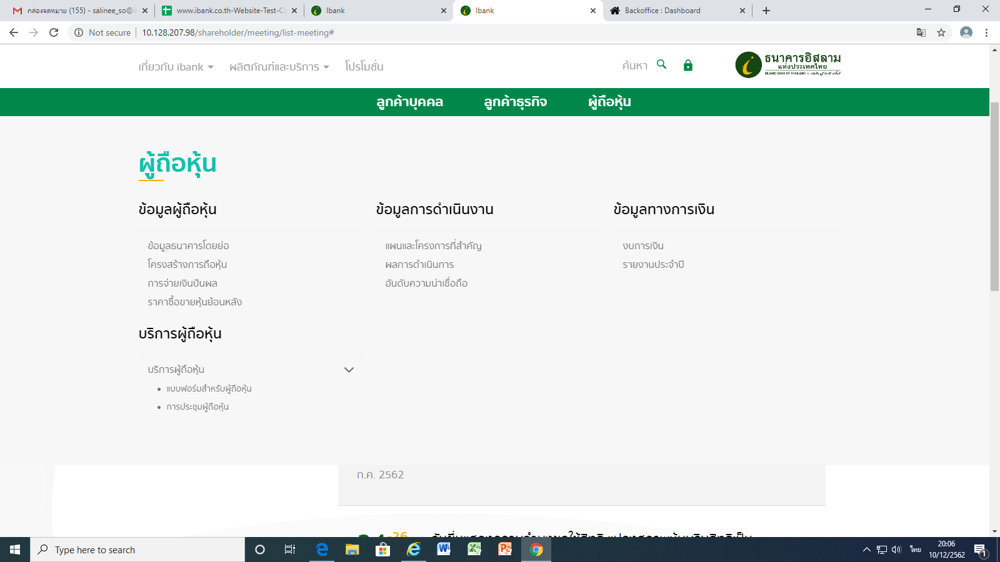 กล่องจดหมาย (155) - salinee_so@i
www.ibank.co.th-Website-Test-Ca
Ibank
Ibank
Backoffice : Dashboard
Not secure
10.128.207.98/shareholder/meeting/list-meeting#
เกี่ยวกับ ibank
ผลิตภัณฑ์และบริการ
โปรโมชั่น
ค้นหา
ธนาคารอิสลาม
แห่งประเทศไทย
ISLAMIC BANK OF THAILAND
ลูกค้าบุคคล
ลูกค้าธุรกิจ
ผู้ถือหุ้น
ผู้ถือหุ้น
ข้อมูลผู้ถือหุ้น
ข้อมูลธนาคารโดยย่อ
โครงสร้างการถือหุ้น
การจ่ายเงินปันผล
ราคาซื้อขายหุ้นย้อนหลัง
ข้อมูลการดำเนินงาน
แผนและโครงการที่สำคัญ
ผลการดำเนินการ
อันดับความน่าเชื่อถือ
ข้อมูลทางการเงิน
งบการเงิน
รายงานประจำปี
บริการผู้ถือหุ้น
บริการผู้ถือหุ้น
แบบฟอร์มสำหรับผู้ถือหุ้น
การประชุมผู้ถือหุ้น
ก.ค. 2562
Type here to search
ไทย
20:06
10/12/2562
1